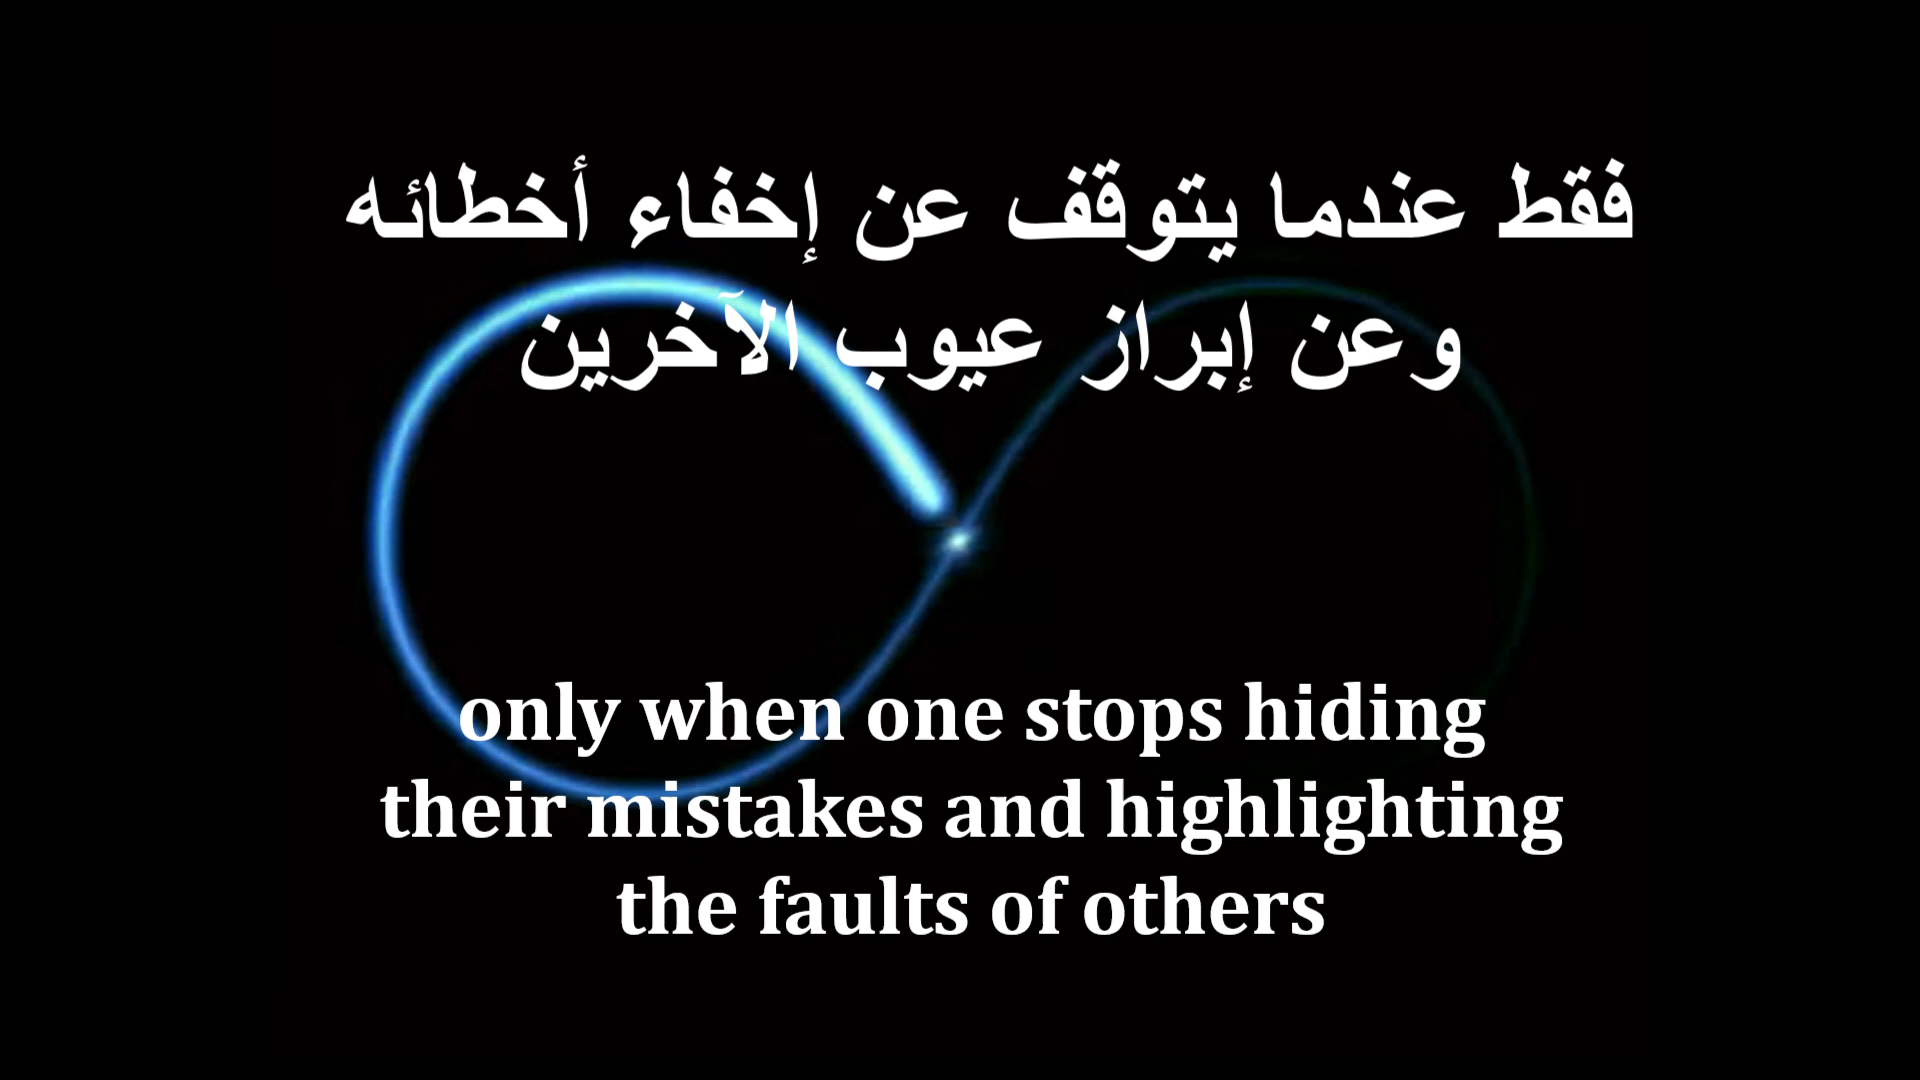 فقط عندما يتوقف عن إخفاء أخطائه
وعن إبراز عيوب الآخرين
only when one stops hiding
their mistakes and highlighting
the faults of others